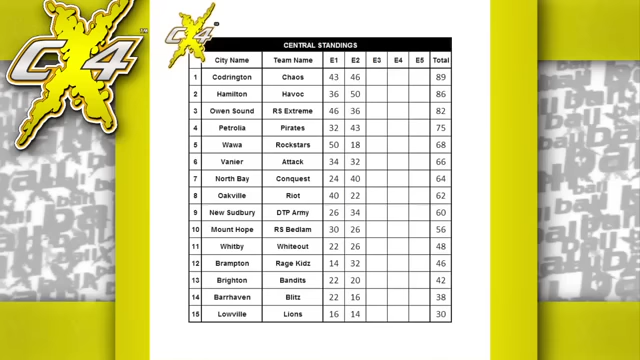 CX4
™
CX4
CENTRAL STANDINGS
City Name Team Name E1 E2 E3 E4 E5 Total
1 Codrington Chaos 43 46 89
2 Hamilton Havoc 36 50 86
3 Owen Sound RS Extreme 46 36 82
4 Petrolia Pirates 32 43 75
5 Wawa Rockstars 50 18 68
6 Vanier Attack 34 32 66
7 North Bay Conquest 24 40 64
8 Oakville Riot 40 22 62
9 New Sudbury DTP Army 26 34 60
10 Mount Hope RS Bedlam 30 26 56
11 Whitby Whiteout 22 26 48
12 Brampton Rage Kidz 14 32 46
13 Brighton Bandits 22 20 42
14 Barrhaven Blitz 22 16 38
15 Lowville Lions 16 14 30